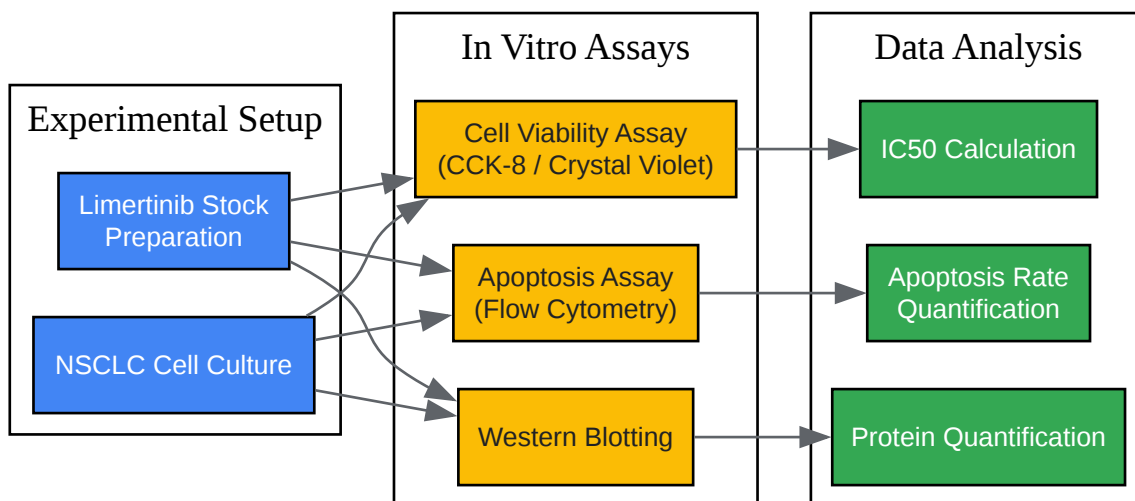 Experimental Setup
Limertinib Stock
Preparation
NSCLC Cell Culture
In Vitro Assays
Cell Viability Assay
(CCK-8 / Crystal Violet)
Apoptosis Assay
(Flow Cytometry)
Western Blotting
Data Analysis
IC50 Calculation
Apoptosis Rate
Quantification
Protein Quantification